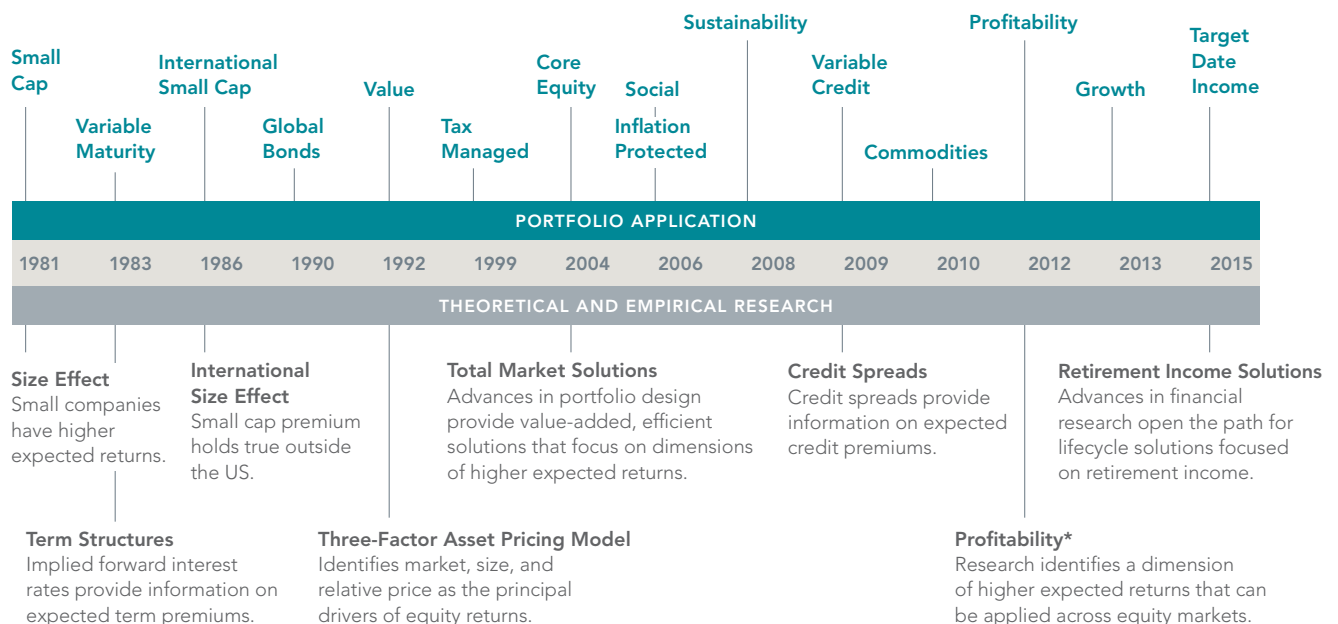 Sustainability
Profitability
Small
Cap
International
Small Cap
Value
Core
Equity
Social
Variable
Credit
Growth
Target
Date
Income
Variable
Maturity
Global
Bonds
Tax
Managed
Inflation
Protected
Commodities
PORTFOLIO APPLICATION
1981 1983 1986 1990 1992 1999 2004 2006 2008 2009 2010 2012 2013 2015
THEORETICAL AND EMPIRICAL RESEARCH
Size Effect
Small companies
have higher
expected returns.
International
Size Effect
Small cap premium
holds true outside
the US.
Total Market Solutions
Advances in portfolio design
provide value-added, efficient
solutions that focus on dimensions
of higher expected returns.
Credit Spreads
Credit spreads provide
information on expected
credit premiums.
Retirement Income Solutions
Advances in financial
research open the path for
lifecycle solutions focused
on retirement income.
Term Structures
Implied forward interest
rates provide information on
expected term premiums.
Three-Factor Asset Pricing Model
Identifies market, size, and
relative price as the principal
drivers of equity returns.
Profitability*
Research identifies a dimension
of higher expected returns that can
be applied across equity markets.